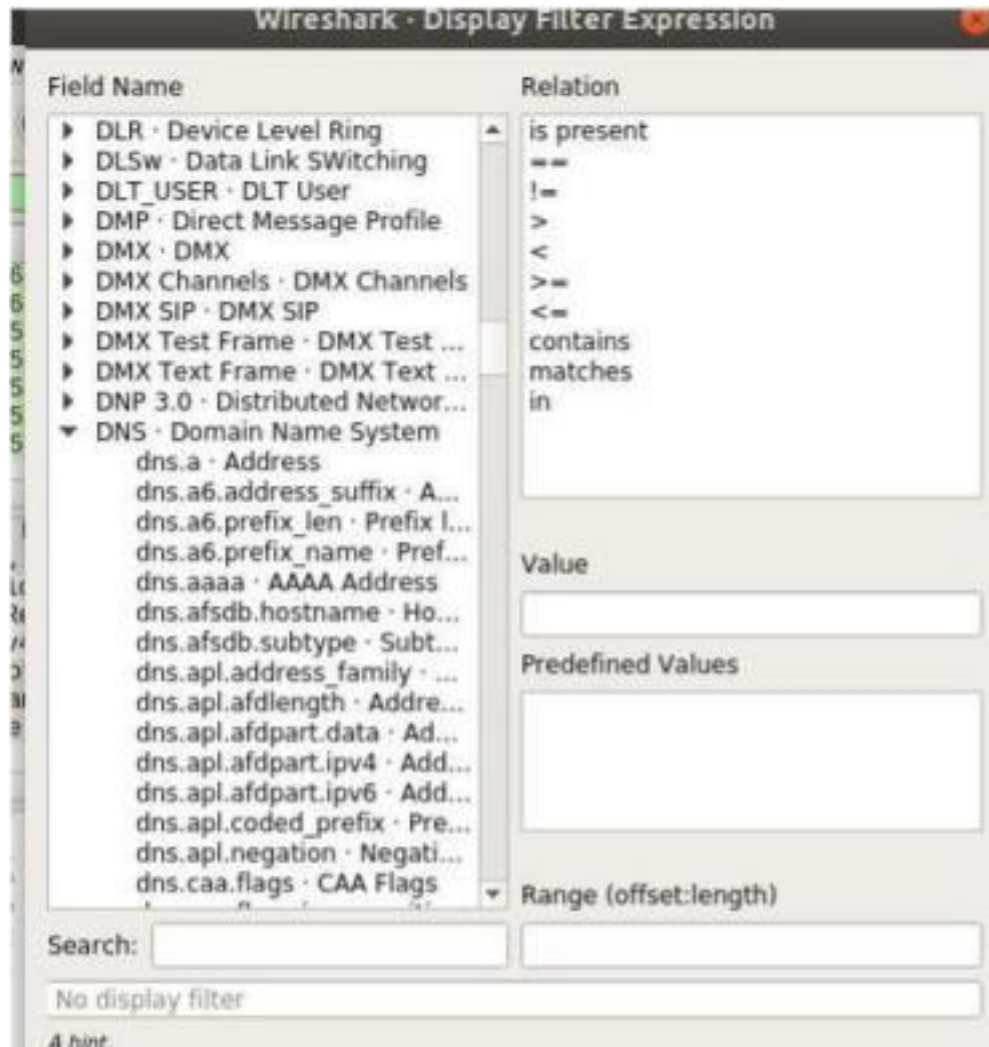 Wireshark · Display Filter Expression
Field Name
DLR · Device Level Ring
DLSw · Data Link SWitching
DLT_USER · DLT User
DMP · Direct Message Profile
DMX · DMX
DMX Channels · DMX Channels
DMX SIP · DMX SIP
DMX Test Frame · DMX Test ...
DMX Text Frame · DMX Text ...
DNP 3.0 · Distributed Networ...
DNS · Domain Name System
dns.a · Address
dns.a6.address_suffix · A...
dns.a6.prefix_len · Prefix l...
dns.a6.prefix_name · Pref...
dns.aaaa · AAAA Address
dns.afsdb.hostname · Ho...
dns.afsdb.subtype · Subt...
dns.apl.address_family · ...
dns.apl.afdlength · Addre...
dns.apl.afdpart.data · Ad...
dns.apl.afdpart.ipv4 · Add...
dns.apl.afdpart.ipv6 · Add...
dns.apl.coded_prefix · Pre...
dns.apl.negation · Negati...
dns.caa.flags · CAA Flags
Search:
Relation
is present
==
!=
>
<
>=
<=
contains
matches
in
Value
Predefined Values
Range (offset:length)
No display filter
A hint.